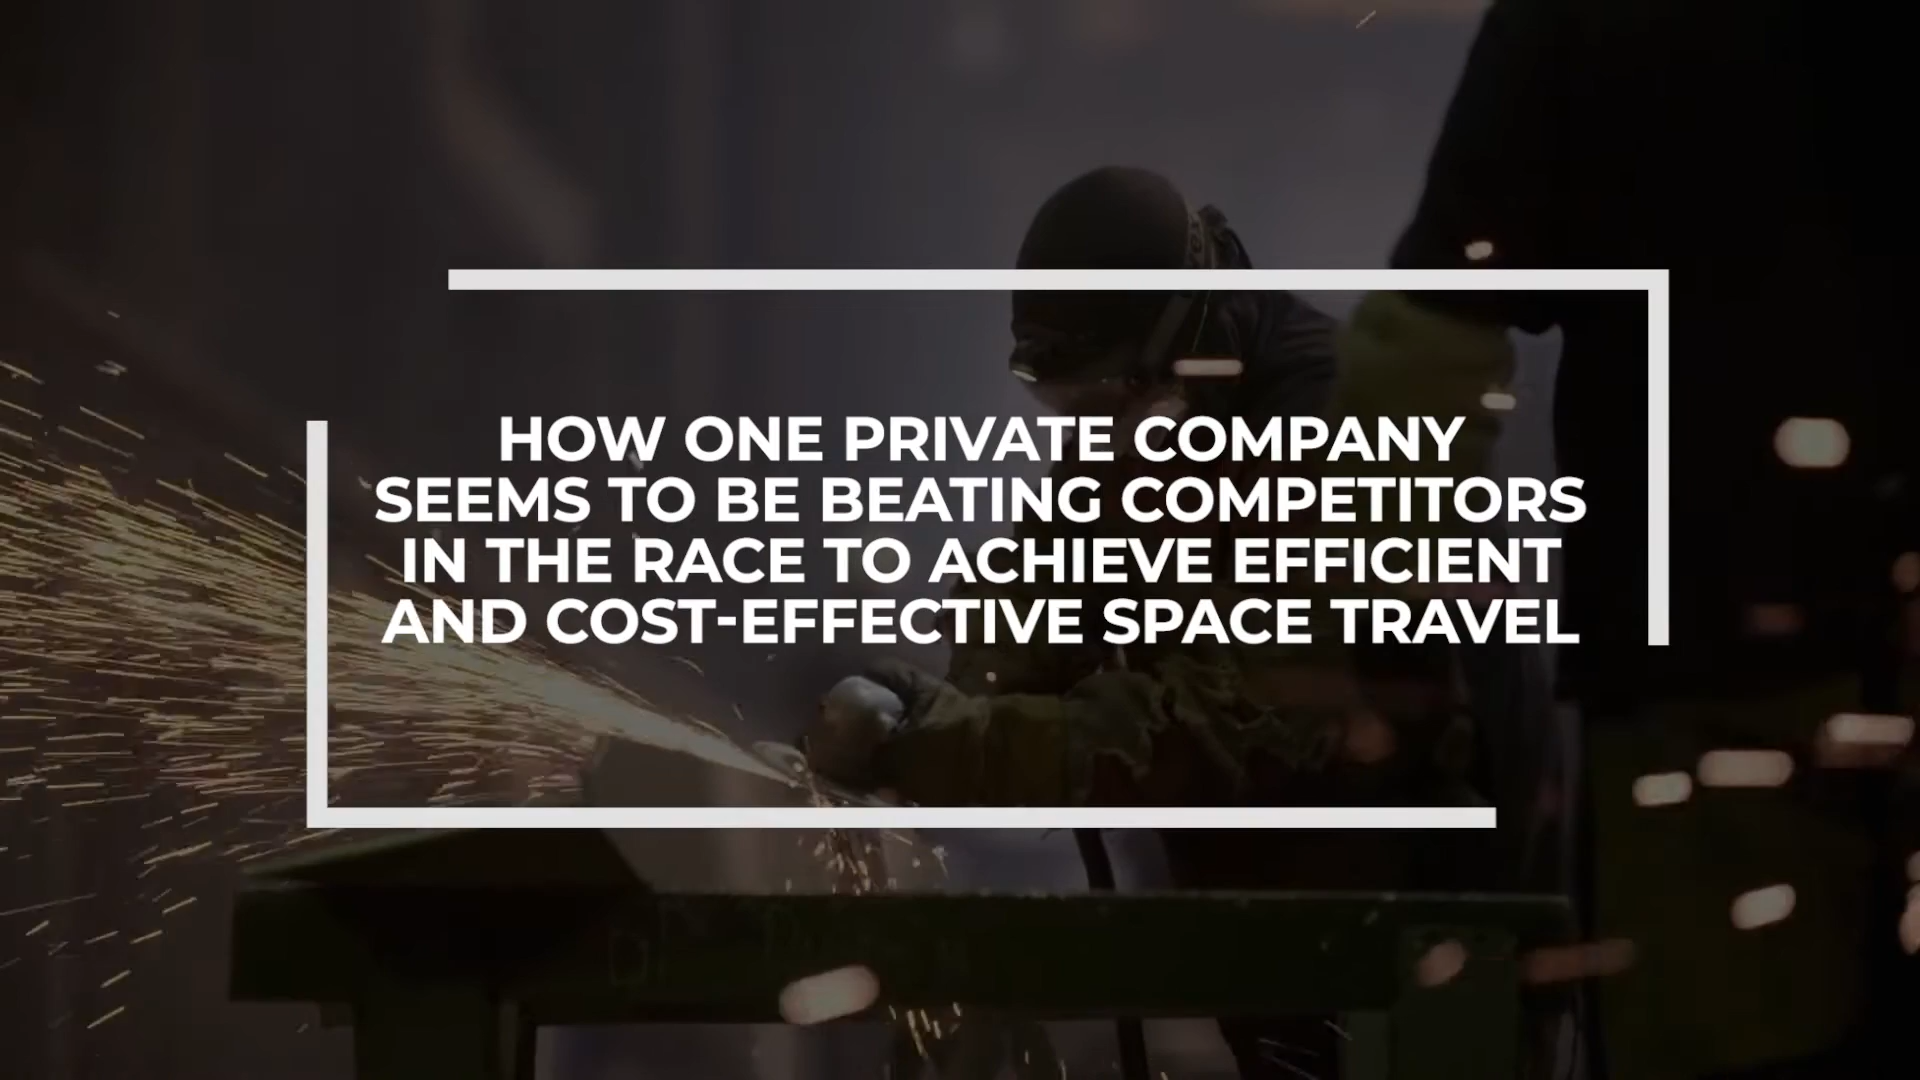 HOW ONE PRIVATE COMPANY
SEEMS TO BE BEATING COMPETITORS
IN THE RACE TO ACHIEVE EFFICIENT
AND COST-EFFECTIVE SPACE TRAVEL